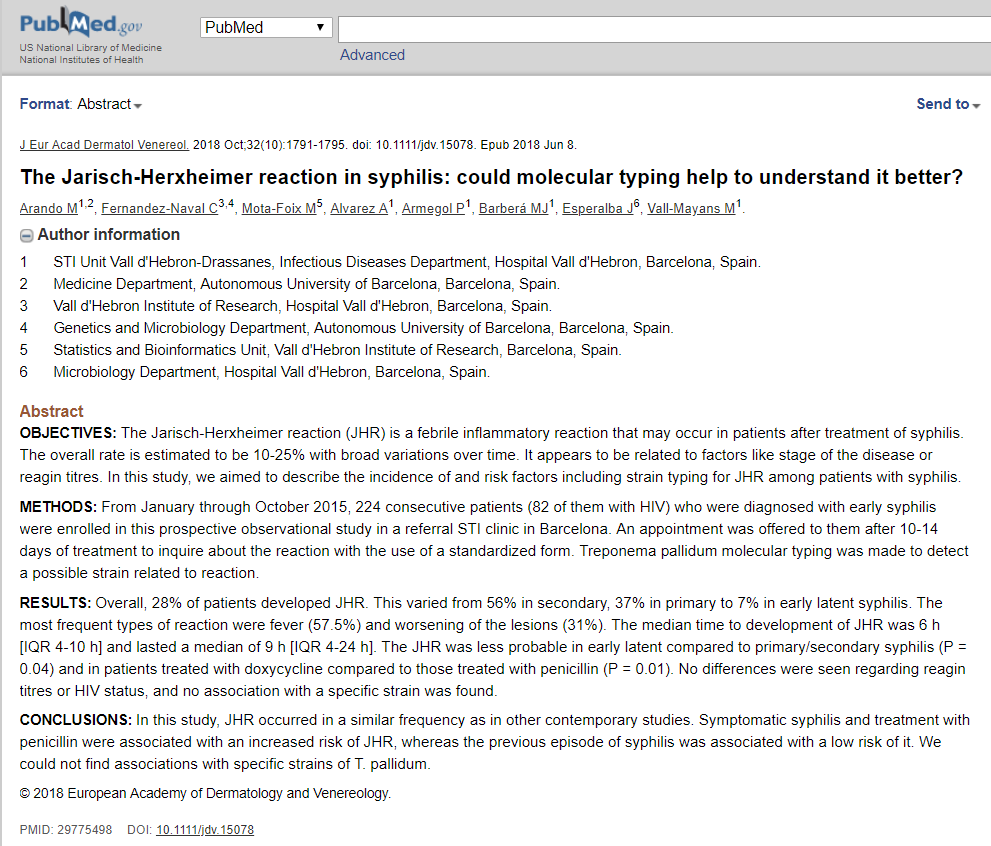 PubMed.gov
US National Library of Medicine
National Institutes of Health
PubMed
Advanced
Format: Abstract
Send to
J Eur Acad Dermatol Venereol. 2018 Oct;32(10):1791-1795. doi: 10.1111/jdv.15078. Epub 2018 Jun 8.
The Jarisch-Herxheimer reaction in syphilis: could molecular typing help to understand it better?
Arando M1,2, Fernandez-Naval C3,4, Mota-Foix M5, Alvarez A1, Armegol P1, Barberá MJ1, Esperalba J6, Vall-Mayans M1.
Author information
1 STI Unit Vall d'Hebron-Drassanes, Infectious Diseases Department, Hospital Vall d'Hebron, Barcelona, Spain.
2 Medicine Department, Autonomous University of Barcelona, Barcelona, Spain.
3 Vall d'Hebron Institute of Research, Hospital Vall d'Hebron, Barcelona, Spain.
4 Genetics and Microbiology Department, Autonomous University of Barcelona, Barcelona, Spain.
5 Statistics and Bioinformatics Unit, Vall d'Hebron Institute of Research, Barcelona, Spain.
6 Microbiology Department, Hospital Vall d'Hebron, Barcelona, Spain.
Abstract
OBJECTIVES: The Jarisch-Herxheimer reaction (JHR) is a febrile inflammatory reaction that may occur in patients after treatment of syphilis.
The overall rate is estimated to be 10-25% with broad variations over time. It appears to be related to factors like stage of the disease or
reagin titres. In this study, we aimed to describe the incidence of and risk factors including strain typing for JHR among patients with syphilis.
METHODS: From January through October 2015, 224 consecutive patients (82 of them with HIV) who were diagnosed with early syphilis
were enrolled in this prospective observational study in a referral STI clinic in Barcelona. An appointment was offered to them after 10-14
days of treatment to inquire about the reaction with the use of a standardized form. Treponema pallidum molecular typing was made to detect
a possible strain related to reaction.
RESULTS: Overall, 28% of patients developed JHR. This varied from 56% in secondary, 37% in primary to 7% in early latent syphilis. The
most frequent types of reaction were fever (57.5%) and worsening of the lesions (31%). The median time to development of JHR was 6 h
[IQR 4-10 h] and lasted a median of 9 h [IQR 4-24 h]. The JHR was less probable in early latent compared to primary/secondary syphilis (P =
0.04) and in patients treated with doxycycline compared to those treated with penicillin (P = 0.01). No differences were seen regarding reagin
titres or HIV status, and no association with a specific strain was found.
CONCLUSIONS: In this study, JHR occurred in a similar frequency as in other contemporary studies. Symptomatic syphilis and treatment with
penicillin were associated with an increased risk of JHR, whereas the previous episode of syphilis was associated with a low risk of it. We
could not find associations with specific strains of T. pallidum.
© 2018 European Academy of Dermatology and Venereology.
PMID: 29775498 DOI: 10.1111/jdv.15078